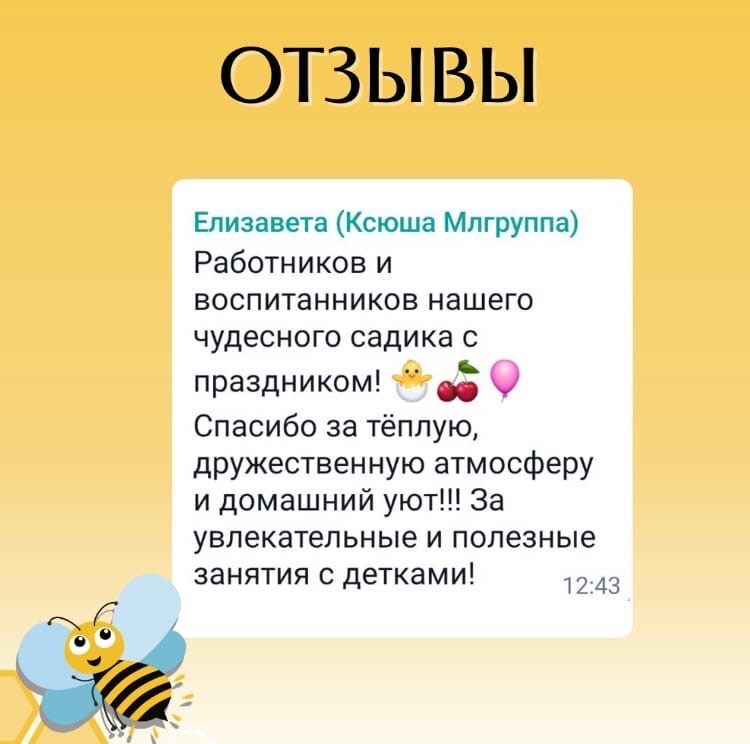 ОТЗЫВЫ
Елизавета (Ксюша Млгруппа)
Работников и
воспитанников нашего
чудесного садика с
праздником! 🐣🍒🎈
Спасибо за тёплую,
дружественную атмосферу
и домашний уют!!! За
увлекательные и полезные
занятия с детками!
12:43